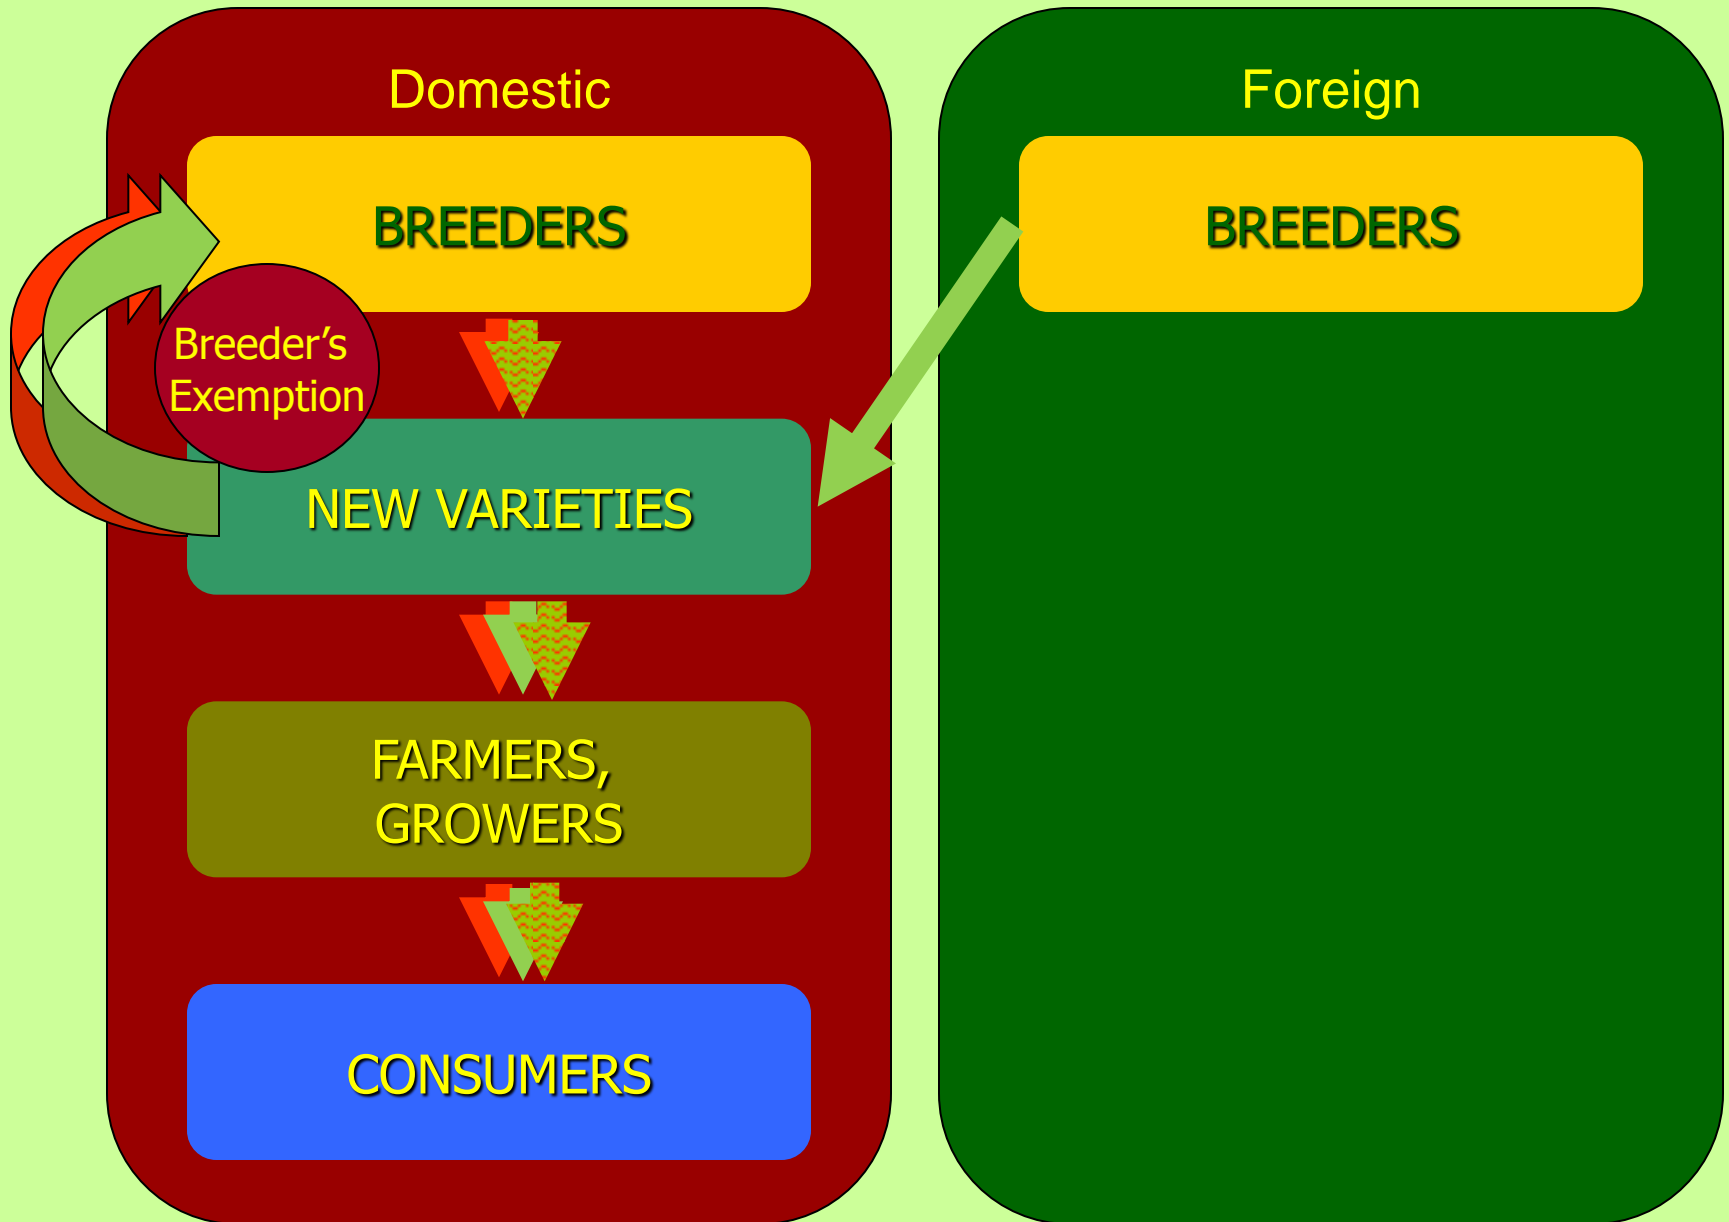 Domestic
BREEDERS
Breeder’s
Exemption
NEW VARIETIES
FARMERS,
GROWERS
CONSUMERS
Foreign
BREEDERS